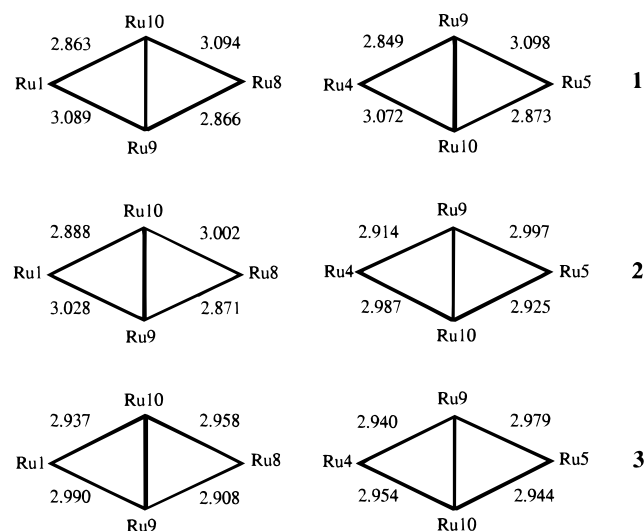 Ru10 Ru9
2.863 3.094 2.849 3.098
Ru1 Ru8 Ru4 Ru5 1
3.089 2.866 3.072 2.873
Ru9 Ru10
Ru10 Ru9
2.888 3.002 2.914 2.997
Ru1 Ru8 Ru4 Ru5 2
3.028 2.871 2.987 2.925
Ru9 Ru10
Ru10 Ru9
2.937 2.958 2.940 2.979
Ru1 Ru8 Ru4 Ru5 3
2.990 2.908 2.954 2.944
Ru9 Ru10